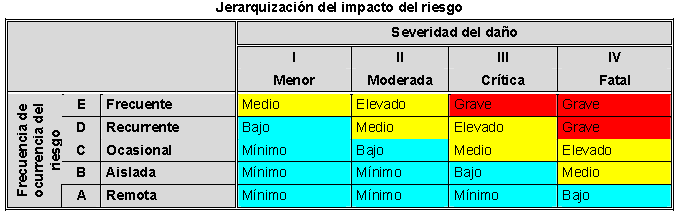 Jerarquización del impacto del riesgo
Severidad del daño
I II III IV
Menor Moderada Crítica Fatal
Frecuencia de
ocurrencia del
riesgo
E Frecuente Medio Elevado Grave Grave
D Recurrente Bajo Medio Elevado Grave
C Ocasional Mínimo Bajo Medio Elevado
B Aislada Mínimo Mínimo Bajo Medio
A Remota Mínimo Mínimo Mínimo Bajo